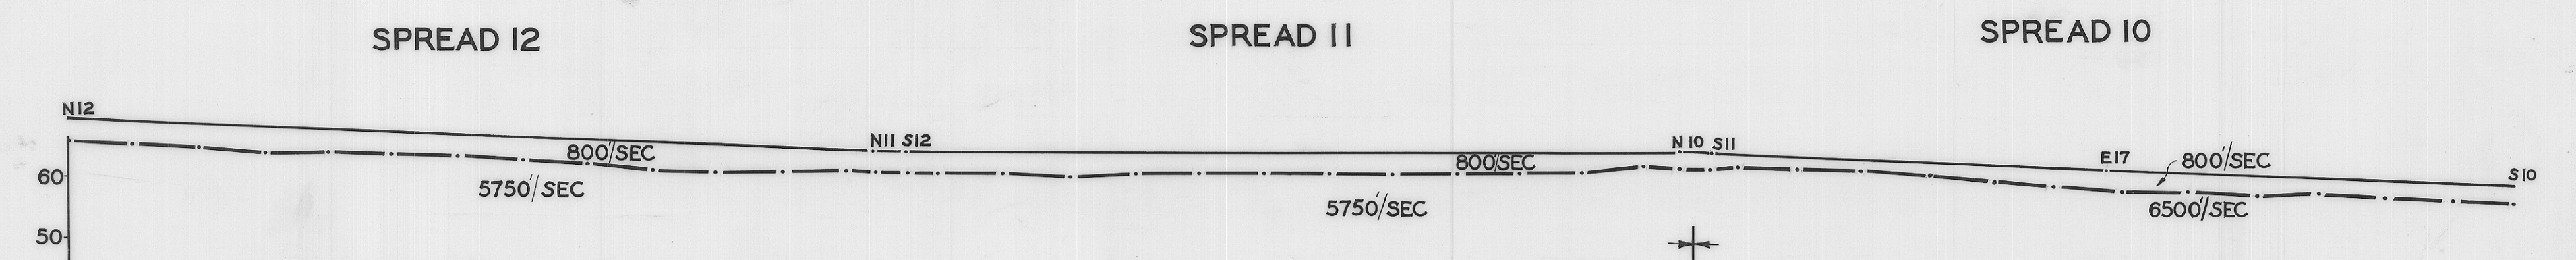 SPREAD 12 SPREAD 11 SPREAD 10
N12
N11 S12 N10 S11
800'/SEC 800'/SEC E17 800'/SEC
60 S10
5750'/SEC 5750'/SEC 6500'/SEC
50